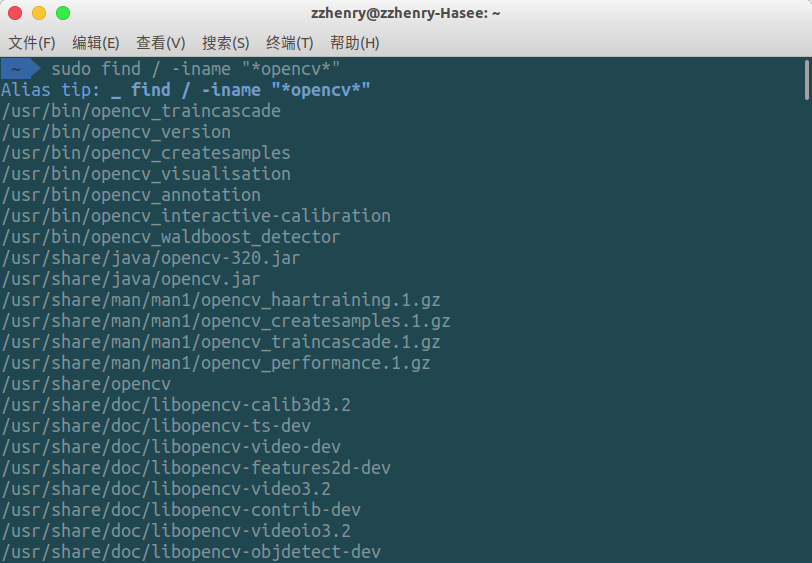 zzhenry@zzhenry-Hasee: ~
文件(F) 编辑(E) 查看(V) 搜索(S) 终端(T) 帮助(H)
~ sudo find / -iname "*opencv*"
Alias tip: _ find / -iname "*opencv*"
/usr/bin/opencv_traincascade
/usr/bin/opencv_version
/usr/bin/opencv_createsamples
/usr/bin/opencv_visualisation
/usr/bin/opencv_annotation
/usr/bin/opencv_interactive-calibration
/usr/bin/opencv_waldboost_detector
/usr/share/java/opencv-320.jar
/usr/share/java/opencv.jar
/usr/share/man/man1/opencv_haartraining.1.gz
/usr/share/man/man1/opencv_createsamples.1.gz
/usr/share/man/man1/opencv_traincascade.1.gz
/usr/share/man/man1/opencv_performance.1.gz
/usr/share/opencv
/usr/share/doc/libopencv-calib3d3.2
/usr/share/doc/libopencv-ts-dev
/usr/share/doc/libopencv-video-dev
/usr/share/doc/libopencv-features2d-dev
/usr/share/doc/libopencv-video3.2
/usr/share/doc/libopencv-contrib-dev
/usr/share/doc/libopencv-videoio3.2
/usr/share/doc/libopencv-objdetect-dev